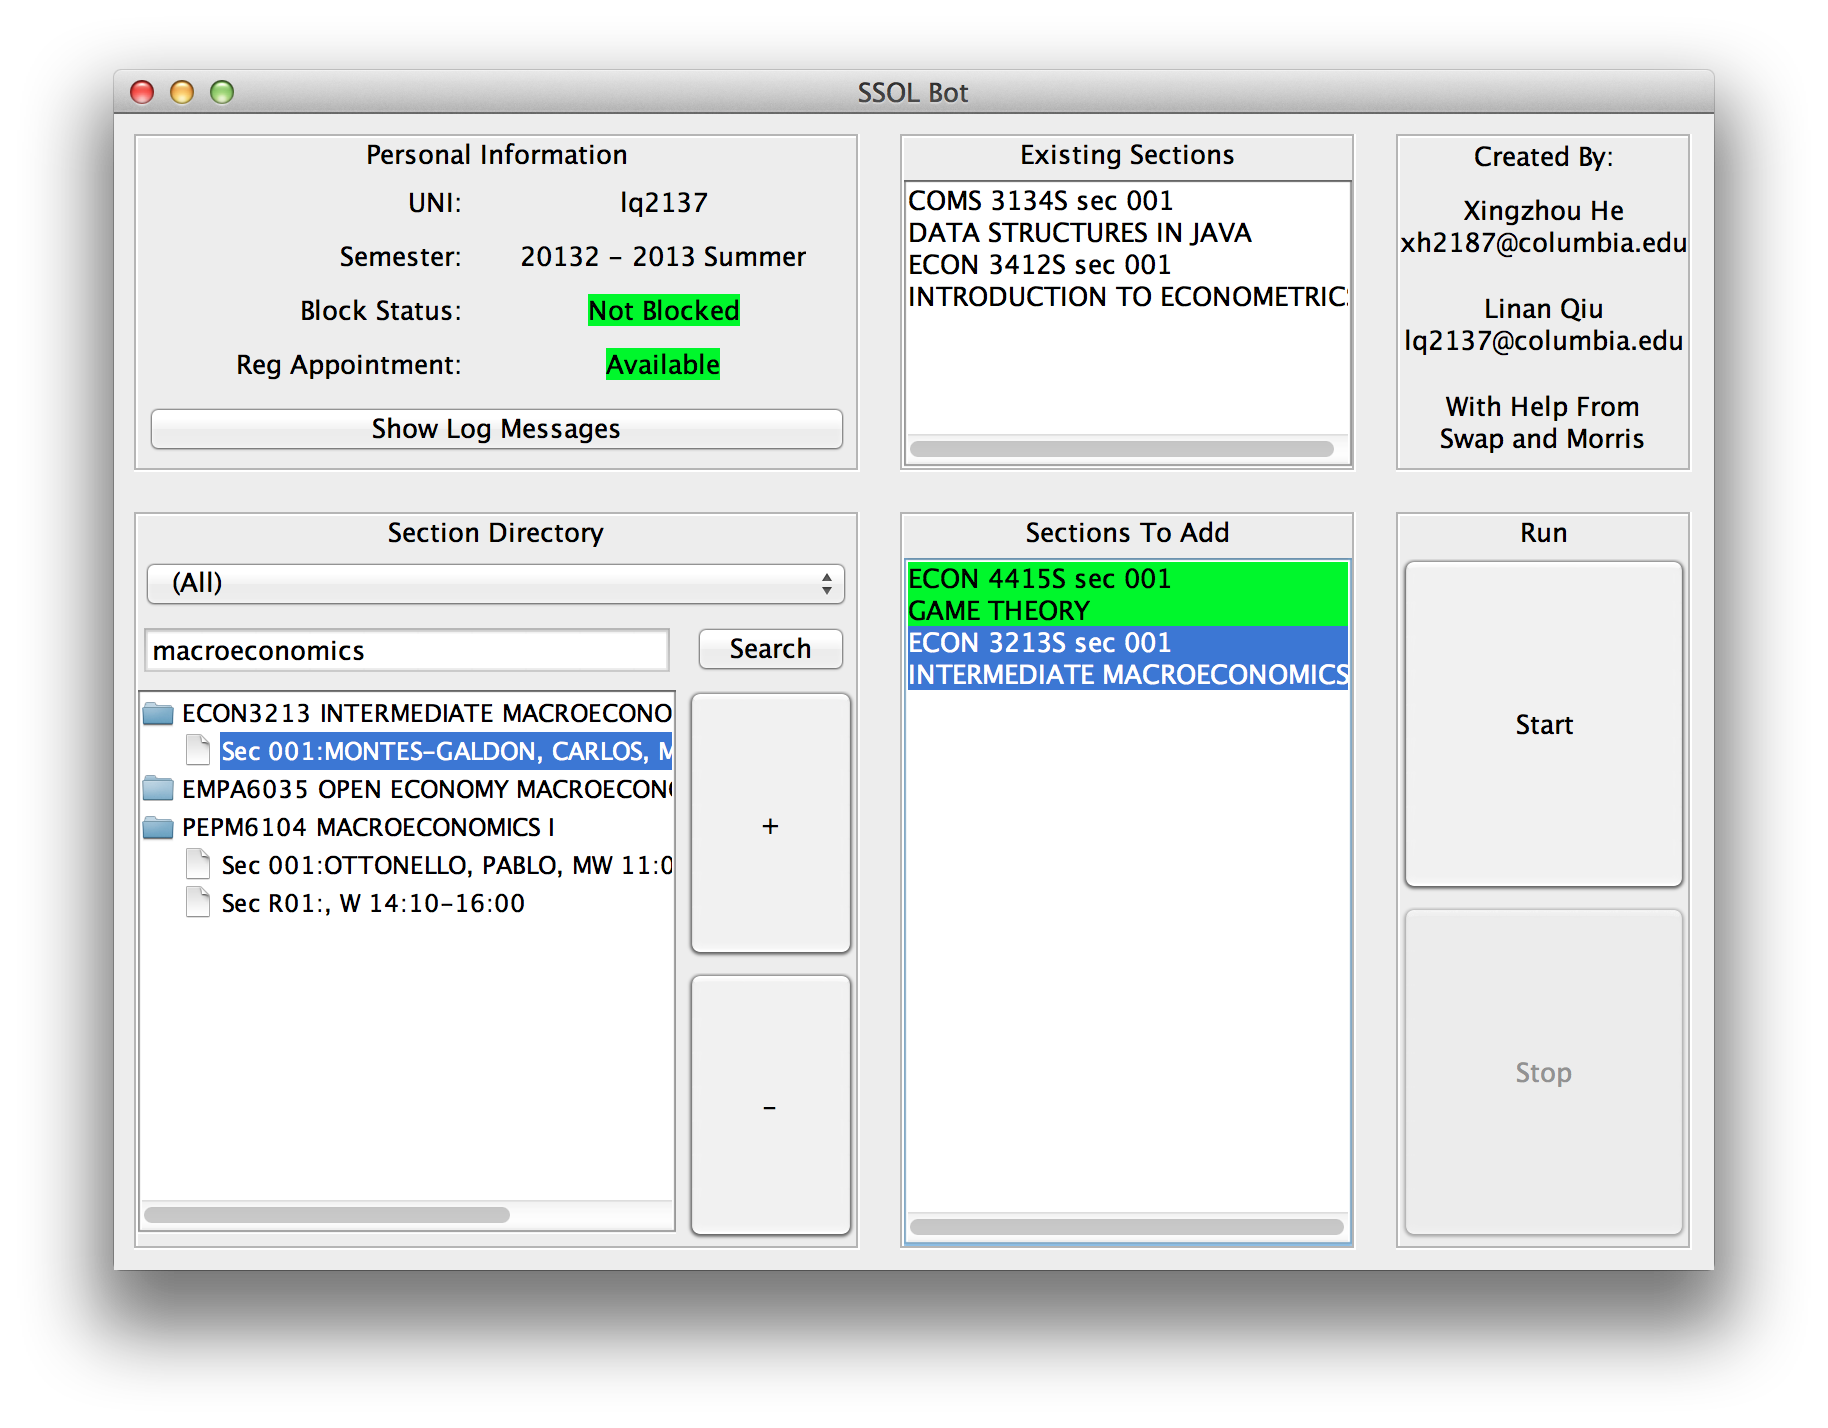 SSOL Bot
Personal Information
UNI: lq2137
Semester: 20132 - 2013 Summer
Block Status: Not Blocked
Reg Appointment: Available
Show Log Messages
Existing Sections
COMS 3134S sec 001
DATA STRUCTURES IN JAVA
ECON 3412S sec 001
INTRODUCTION TO ECONOMETRICS
Created By:
Xingzhou He
xh2187@columbia.edu
Linan Qiu
lq2137@columbia.edu
With Help From
Swap and Morris
Section Directory
(All)
macroeconomics
Search
ECON3213 INTERMEDIATE MACROECONO
Sec 001:MONTES-GALDON, CARLOS, M
EMPA6035 OPEN ECONOMY MACROECON
PEPM6104 MACROECONOMICS I
Sec 001:OTTONELLO, PABLO, MW 11:0
Sec R01:, W 14:10-16:00
+
-
Sections To Add
ECON 4415S sec 001
GAME THEORY
ECON 3213S sec 001
INTERMEDIATE MACROECONOMICS
Run
Start
Stop